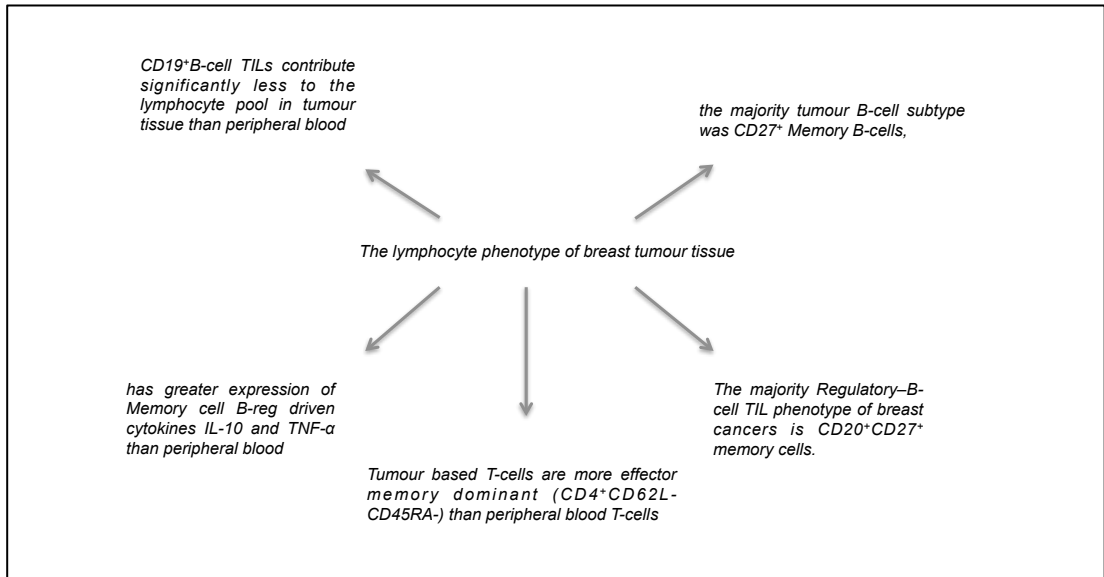 CD19⁺B-cell TILs contribute
significantly less to the
lymphocyte pool in tumour
tissue than peripheral blood
the majority tumour B-cell subtype
was CD27⁺ Memory B-cells,
The lymphocyte phenotype of breast tumour tissue
has greater expression of
Memory cell B-reg driven
cytokines IL-10 and TNF-α
than peripheral blood
Tumour based T-cells are more effector
memory dominant (CD4⁺CD62L-
CD45RA-) than peripheral blood T-cells
The majority Regulatory–B-
cell TIL phenotype of breast
cancers is CD20⁺CD27⁺
memory cells.